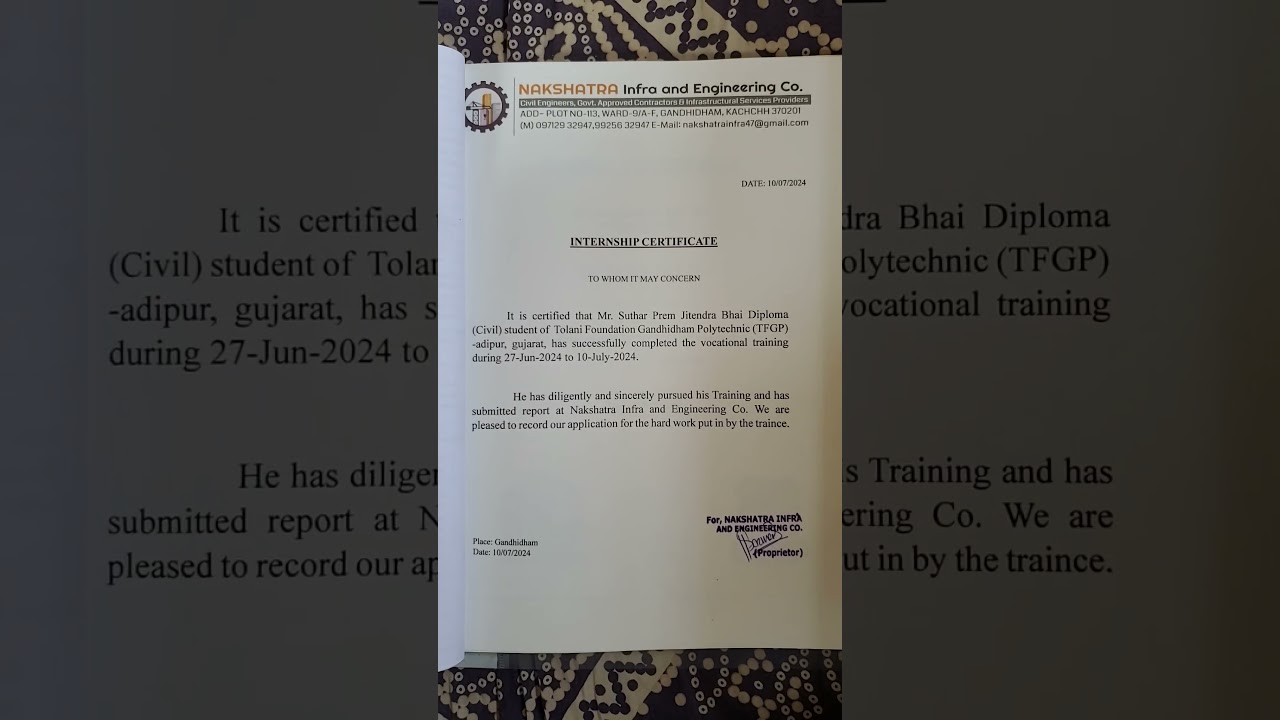 NAKSHATRA Infra and Engineering Co.
Civil Engineers, Govt. Approved Contractors & Infrastructural Services Providers
ADD- PLOT NO-113, WARD-9/A-F, GANDHIDHAM, KACHCHH 370201
(M) 097129 32947,99256 32947 E-Mail: nakshatrainfra47@gmail.com
DATE: 10/07/2024
INTERNSHIP CERTIFICATE
TO WHOM IT MAY CONCERN
It is certified that Mr. Suthar Prem Jitendra Bhai Diploma
(Civil) student of Tolani Foundation Gandhidham Polytechnic (TFGP)
-adipur, gujarat, has successfully completed the vocational training
during 27-Jun-2024 to 10-July-2024.
He has diligently and sincerely pursued his Training and has
submitted report at Nakshatra Infra and Engineering Co. We are
pleased to record our application for the hard work put in by the traince.
For, NAKSHATRA INFRA
AND ENGINEERING CO.
(Proprietor)
Place: Gandhidham
Date: 10/07/2024